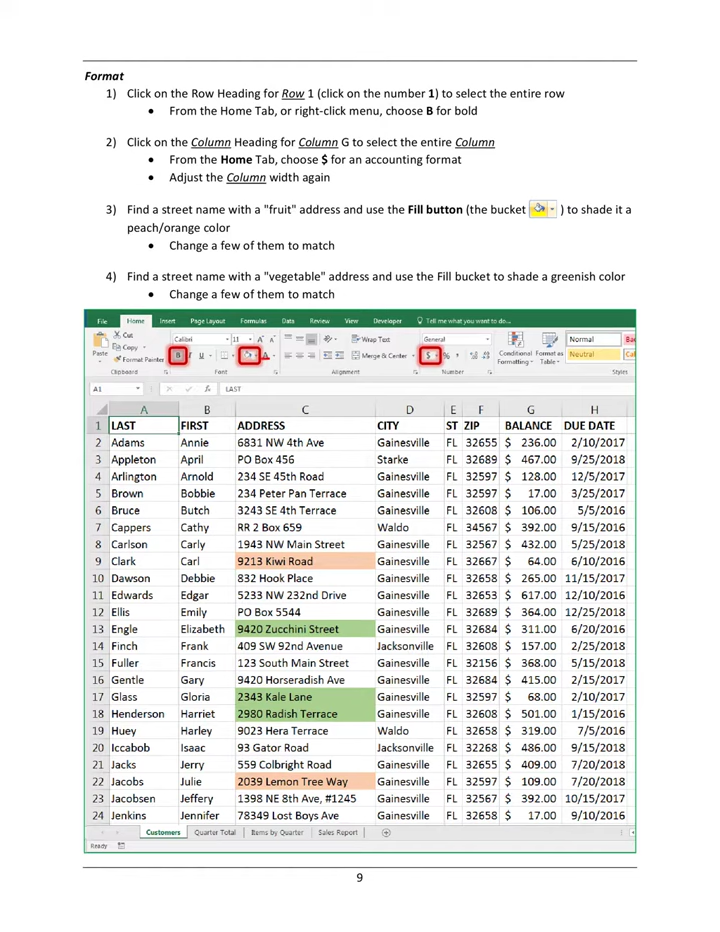 Format
1) Click on the Row Heading for Row 1 (click on the number 1) to select the entire row
• From the Home Tab, or right-click menu, choose B for bold
2) Click on the Column Heading for Column G to select the entire Column
• From the Home Tab, choose $ for an accounting format
• Adjust the Column width again
3) Find a street name with a "fruit" address and use the Fill button (the bucket ) to shade it a
peach/orange color
• Change a few of them to match
4) Find a street name with a "vegetable" address and use the Fill bucket to shade a greenish color
• Change a few of them to match
File Home Insert Page Layout Formulas Data Review View Developer Tell me what you want to do...
Cut Calibri 11 A A Wrap Text General Normal Bad
Paste Copy
Format Painter B I U A Merge & Center $ % Conditional Formatting Format as Table Neutral
Clipboard Font Alignment Number Styles
A1 fx LAST
A B C D E F G H
1 LAST FIRST ADDRESS CITY ST ZIP BALANCE DUE DATE
2 Adams Annie 6831 NW 4th Ave Gainesville FL 32655 $ 236.00 2/10/2017
3 Appleton April PO Box 456 Starke FL 32689 $ 467.00 9/25/2018
4 Arlington Arnold 234 SE 45th Road Gainesville FL 32597 $ 128.00 12/5/2017
5 Brown Bobbie 234 Peter Pan Terrace Gainesville FL 32597 $ 17.00 3/25/2017
6 Bruce Butch 3243 SE 4th Terrace Gainesville FL 32608 $ 106.00 5/5/2016
7 Cappers Cathy RR 2 Box 659 Waldo FL 34567 $ 392.00 9/15/2016
8 Carlson Carly 1943 NW Main Street Gainesville FL 32567 $ 432.00 5/25/2018
9 Clark Carl 9213 Kiwi Road Gainesville FL 32667 $ 64.00 6/10/2016
10 Dawson Debbie 832 Hook Place Gainesville FL 32658 $ 265.00 11/15/2017
11 Edwards Edgar 5233 NW 232nd Drive Gainesville FL 32653 $ 617.00 12/10/2016
12 Ellis Emily PO Box 5544 Gainesville FL 32689 $ 364.00 12/25/2018
13 Engle Elizabeth 9420 Zucchini Street Gainesville FL 32684 $ 311.00 6/20/2016
14 Finch Frank 409 SW 92nd Avenue Jacksonville FL 32608 $ 157.00 2/25/2018
15 Fuller Francis 123 South Main Street Gainesville FL 32156 $ 368.00 5/15/2018
16 Gentle Gary 9420 Horseradish Ave Gainesville FL 32684 $ 415.00 2/15/2017
17 Glass Gloria 2343 Kale Lane Gainesville FL 32597 $ 68.00 2/10/2017
18 Henderson Harriet 2980 Radish Terrace Gainesville FL 32608 $ 501.00 1/15/2016
19 Huey Harley 9023 Hera Terrace Waldo FL 32658 $ 319.00 7/5/2016
20 Iccabob Isaac 93 Gator Road Jacksonville FL 32268 $ 486.00 9/15/2018
21 Jacks Jerry 559 Colbright Road Gainesville FL 32655 $ 409.00 7/20/2018
22 Jacobs Julie 2039 Lemon Tree Way Gainesville FL 32597 $ 109.00 7/20/2018
23 Jacobsen Jeffery 1398 NE 8th Ave, #1245 Gainesville FL 32567 $ 392.00 10/15/2017
24 Jenkins Jennifer 78349 Lost Boys Ave Gainesville FL 32658 $ 17.00 9/10/2016
Customers Quarter Total Items by Quarter Sales Report
Ready
9